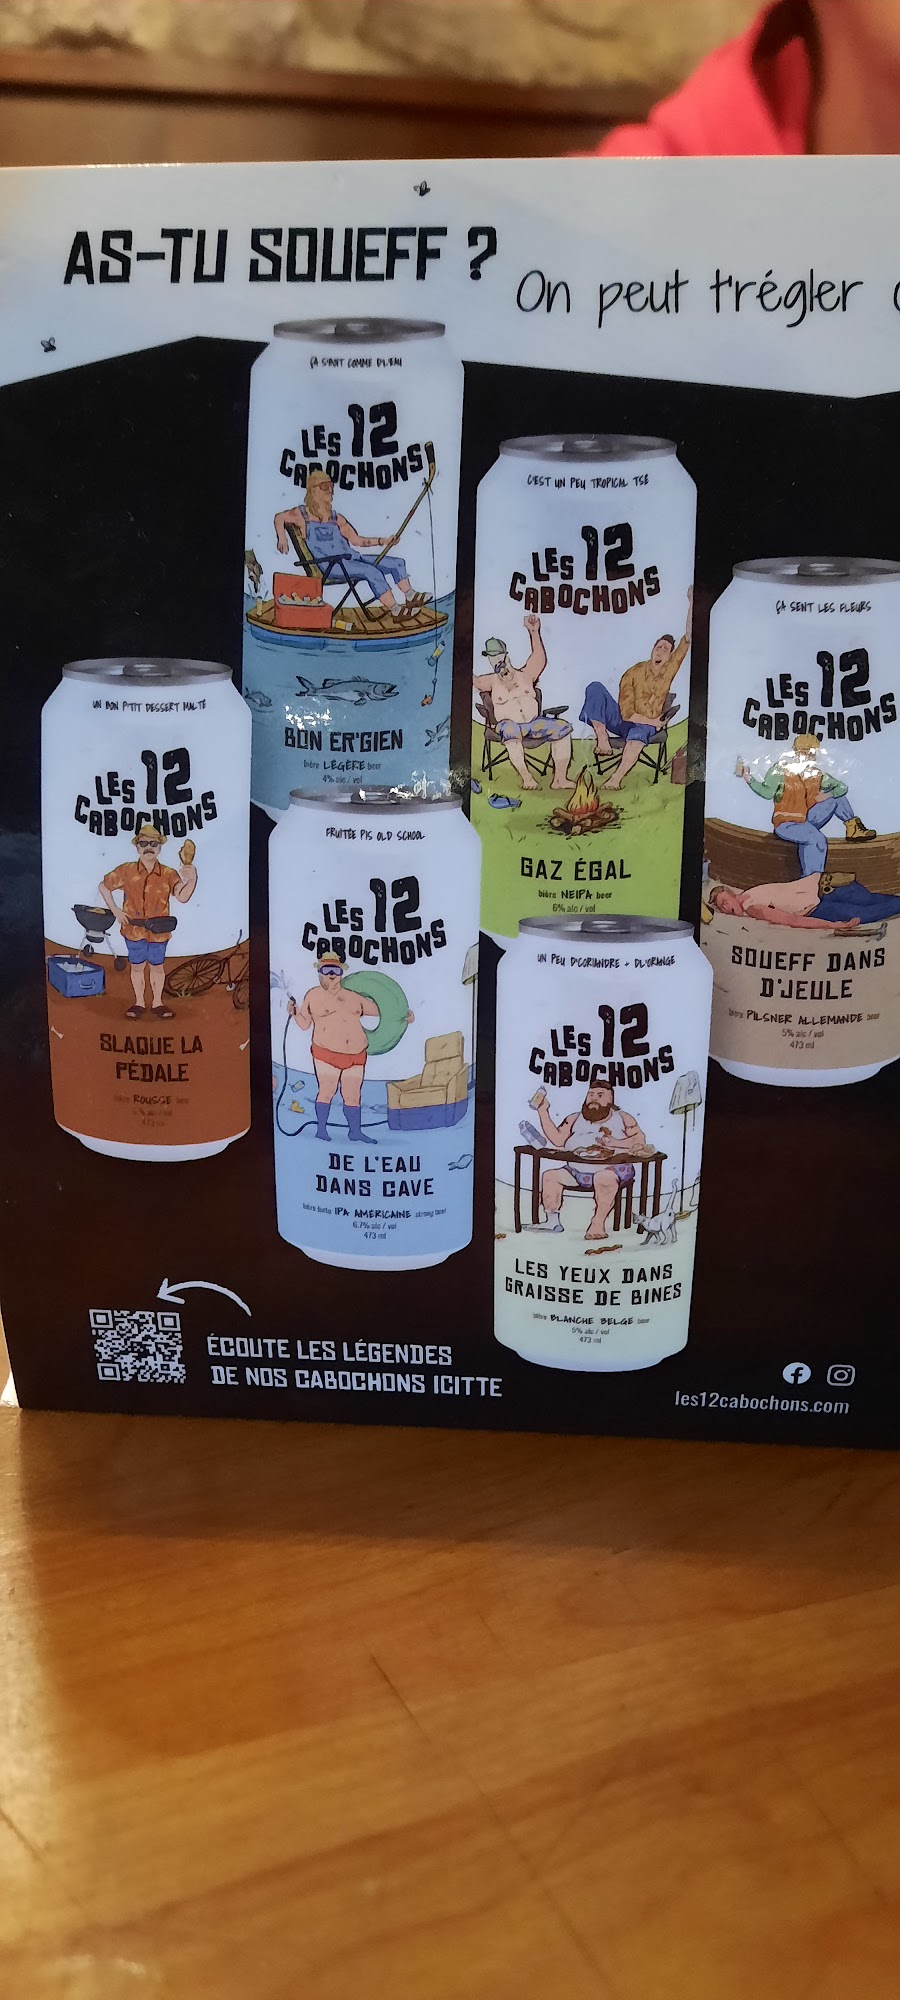 AS-TU SOUEFF ?
On peut t'régler
ÇA S'BOIT COMME DL'EAU
LES 12
CABOCHONS
BON ER'GIEN
bière LÉGÈRE beer
4% alc / vol
C'EST UN PEU TROPICAL TSÉ
LES 12
CABOCHONS
GAZ ÉGAL
bière NEIPA beer
6% alc / vol
ÇA SENT LES FLEURS
LES 12
CABOCHONS
SOUEFF DANS
D'JEULE
bière PILSNER ALLEMANDE beer
5% alc / vol
473 ml
UN BON P'TIT DESSERT MALTÉ
LES 12
CABOCHONS
SLAQUE LA
PÉDALE
bière ROUSSE beer
5 % alc / vol
473 ml
FRUITÉE PIS OLD SCHOOL
LES 12
CABOCHONS
DE L'EAU
DANS CAVE
bière forte IPA AMÉRICAINE strong beer
6.7% alc / vol
473 ml
UN PEU D'CORIANDRE + DL'ORANGE
LES 12
CABOCHONS
LES YEUX DANS
GRAISSE DE BINES
bière BLANCHE BELGE beer
5% alc / vol
473 ml
ÉCOUTE LES LÉGENDES
DE NOS CABOCHONS ICITTE
les12cabochons.com